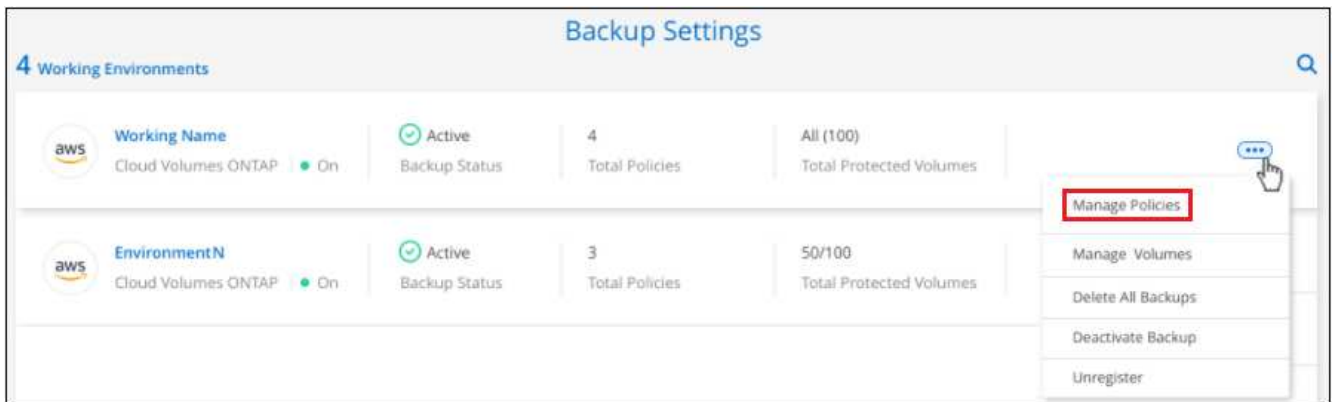 Backup Settings
4 Working Environments
aws
Working Name
Cloud Volumes ONTAP
On
Active
Backup Status
4
Total Policies
All (100)
Total Protected Volumes
Manage Policies
Manage Volumes
Delete All Backups
Deactivate Backup
Unregister
aws
EnvironmentN
Cloud Volumes ONTAP
On
Active
Backup Status
3
Total Policies
50/100
Total Protected Volumes